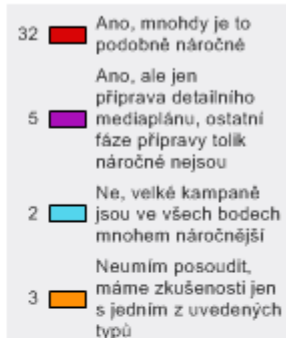 32 Ano, mnohdy je to
podobně náročné
Ano, ale jen
příprava detailního
5 mediaplánu, ostatní
fáze přípravy tolik
náročné nejsou
Ne, velké kampaně
2 jsou ve všech bodech
mnohem náročnější
Neumím posoudit,
3 máme zkušenosti jen
s jedním z uvedených
typů